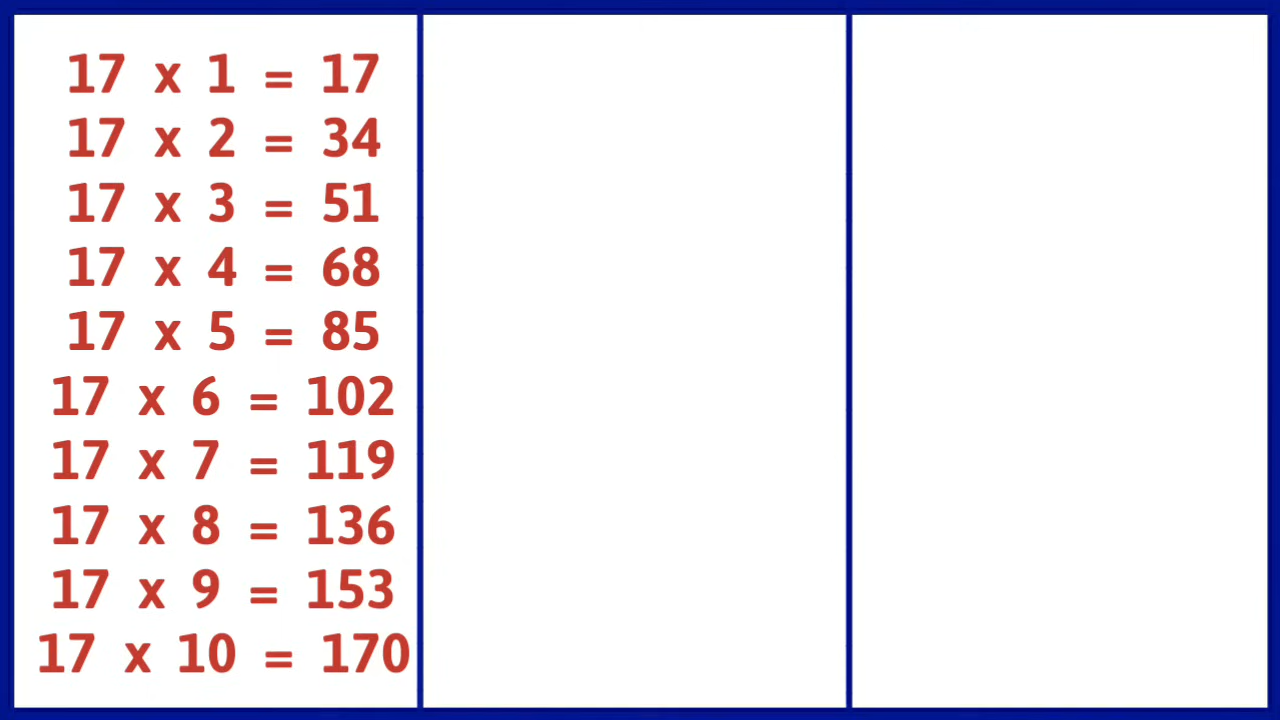 17 x 1 = 17
17 x 2 = 34
17 x 3 = 51
17 x 4 = 68
17 x 5 = 85
17 x 6 = 102
17 x 7 = 119
17 x 8 = 136
17 x 9 = 153
17 x 10 = 170